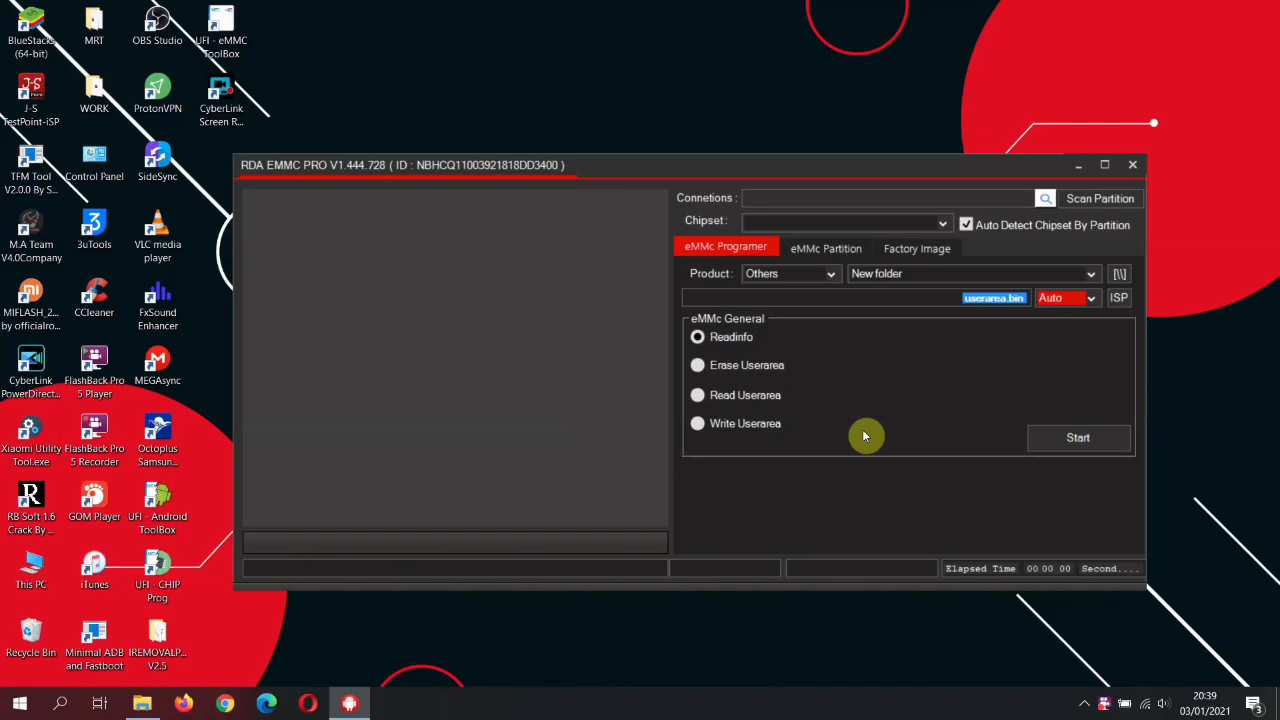 BlueStacks
(64-bit)
MRT
OBS Studio
UFI - eMMC
ToolBox
J-S
TestPoint-iSP
WORK
ProtonVPN
CyberLink
Screen R...
TFM Tool
V2.0.0 By S...
Control Panel
SideSync
M.A Team
V4.0Company
3uTools
VLC media
player
MIFLASH_2...
by officialro...
CCleaner
FxSound
Enhancer
CyberLink
PowerDirect...
FlashBack Pro
5 Player
MEGAsync
Xiaomi Utility
Tool.exe
FlashBack Pro
5 Recorder
Octoplus
Samsun...
RB Soft 1.6
Crack By ...
GOM Player
UFI - Android
ToolBox
This PC
iTunes
UFI - CHIP
Prog
Recycle Bin
Minimal ADB
and Fastboot
IREMOVALP...
V2.5
RDA EMMC PRO V1.444.728 ( ID : NBHCQ11003921818DD3400 )
Connetions :
Scan Partition
Chipset :
Auto Detect Chipset By Partition
eMMc Programer
eMMc Partition
Factory Image
Product :
Others
New folder
[\\]
userarea.bin
Auto
ISP
eMMc General
Readinfo
Erase Userarea
Read Userarea
Write Userarea
Start
Elapsed Time 00 00 00 Second....
20:39
03/01/2021
3